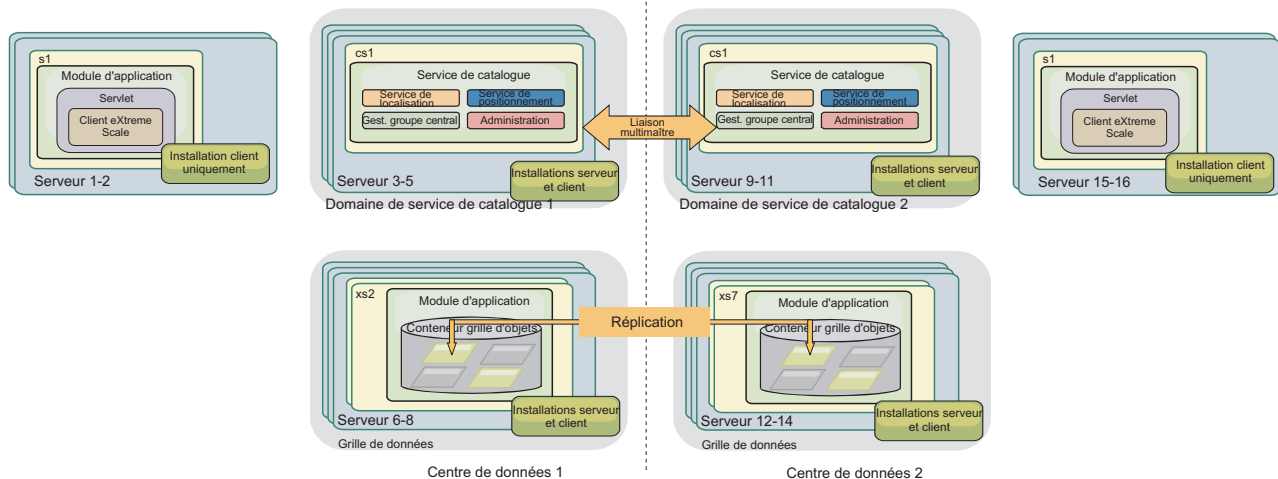 s1
Module d'application
Servlet
Client eXtreme
Scale
Installation client
uniquement
Serveur 1-2
cs1
Service de catalogue
Service de
localisation
Service de
positionnement
Gest. groupe central
Administration
Installations serveur
et client
Serveur 3-5
Domaine de service de catalogue 1
Liaison
multimaître
cs1
Service de catalogue
Service de
localisation
Service de
positionnement
Gest. groupe central
Administration
Installations serveur
et client
Serveur 9-11
Domaine de service de catalogue 2
s1
Module d'application
Servlet
Client eXtreme
Scale
Installation client
uniquement
Serveur 15-16
xs2
Module d'application
Conteneur grille d'objets
Installations serveur
et client
Serveur 6-8
Grille de données
Réplication
xs7
Module d'application
Conteneur grille d'objets
Installations serveur
et client
Serveur 12-14
Grille de données
Centre de données 1
Centre de données 2